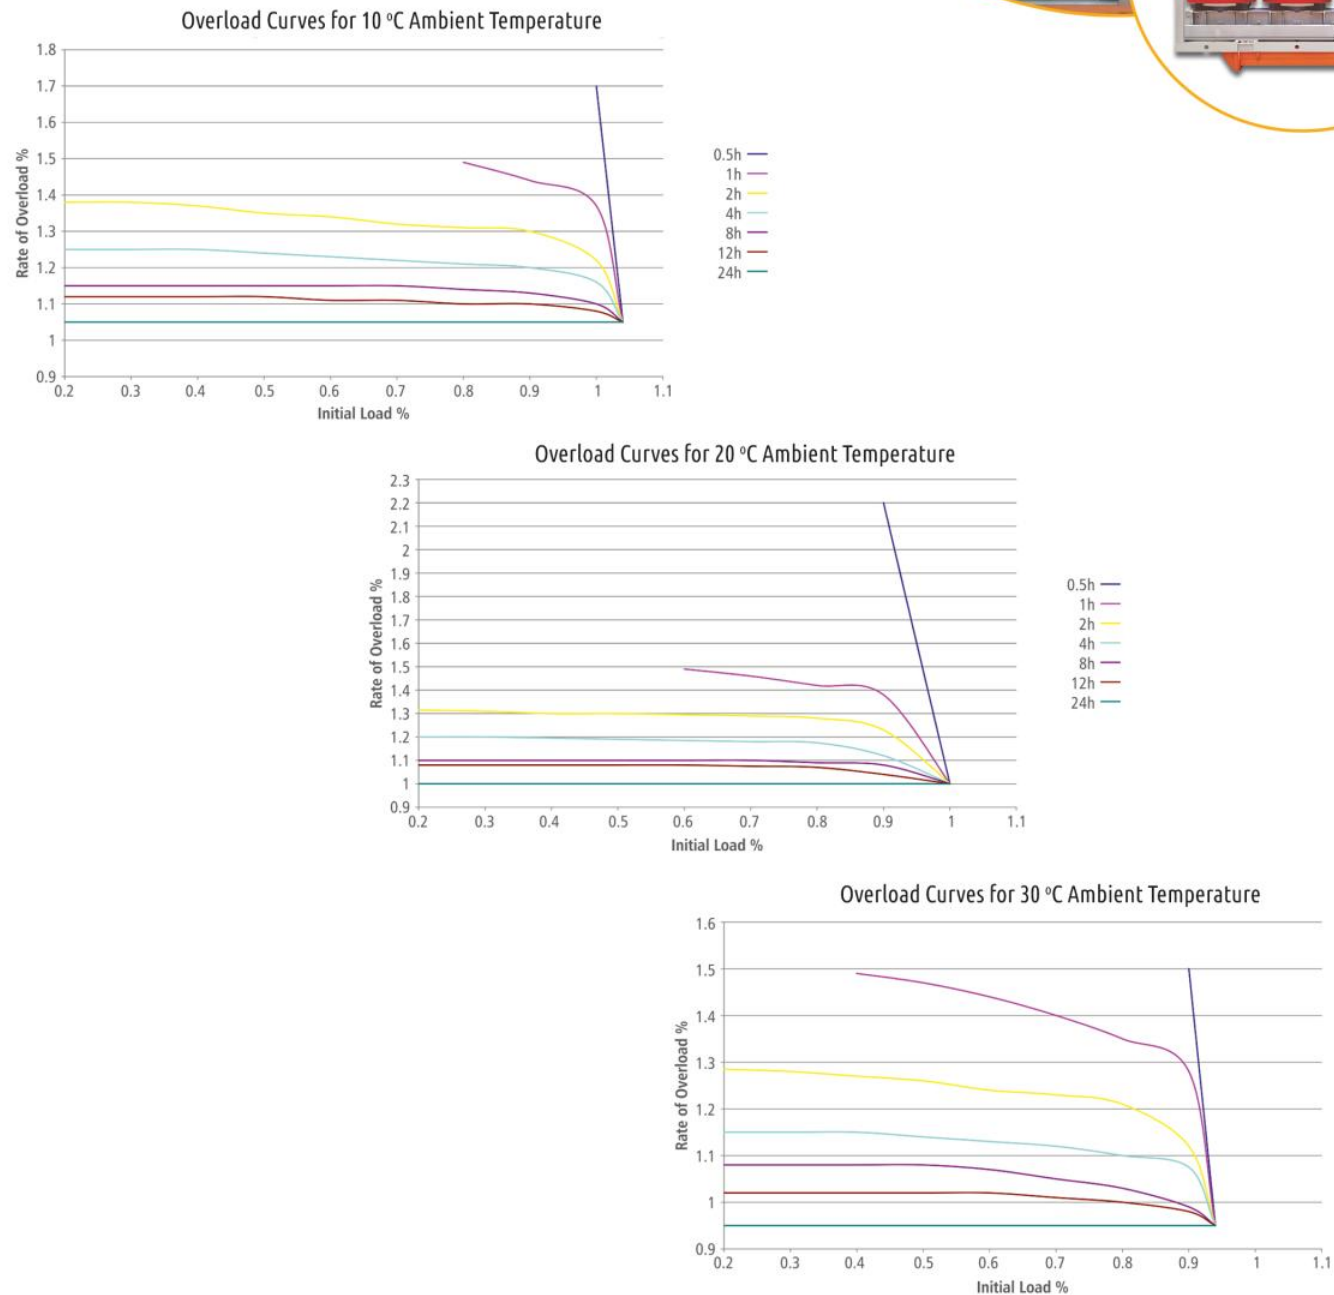 Overload Curves for 10 ºC Ambient Temperature
1.8
1.7
1.6
1.5
1.4
1.3
1.2
1.1
1
0.9
Rate of Overload %
0.2 0.3 0.4 0.5 0.6 0.7 0.8 0.9 1 1.1
Initial Load %
0.5h
1h
2h
4h
8h
12h
24h
Overload Curves for 20 ºC Ambient Temperature
2.3
2.2
2.1
2
1.9
1.8
1.7
1.6
1.5
1.4
1.3
1.2
1.1
1
0.9
Rate of Overload %
0.2 0.3 0.4 0.5 0.6 0.7 0.8 0.9 1 1.1
Initial Load %
0.5h
1h
2h
4h
8h
12h
24h
Overload Curves for 30 ºC Ambient Temperature
1.6
1.5
1.4
1.3
1.2
1.1
1
0.9
Rate of Overload %
0.2 0.3 0.4 0.5 0.6 0.7 0.8 0.9 1 1.1
Initial Load %